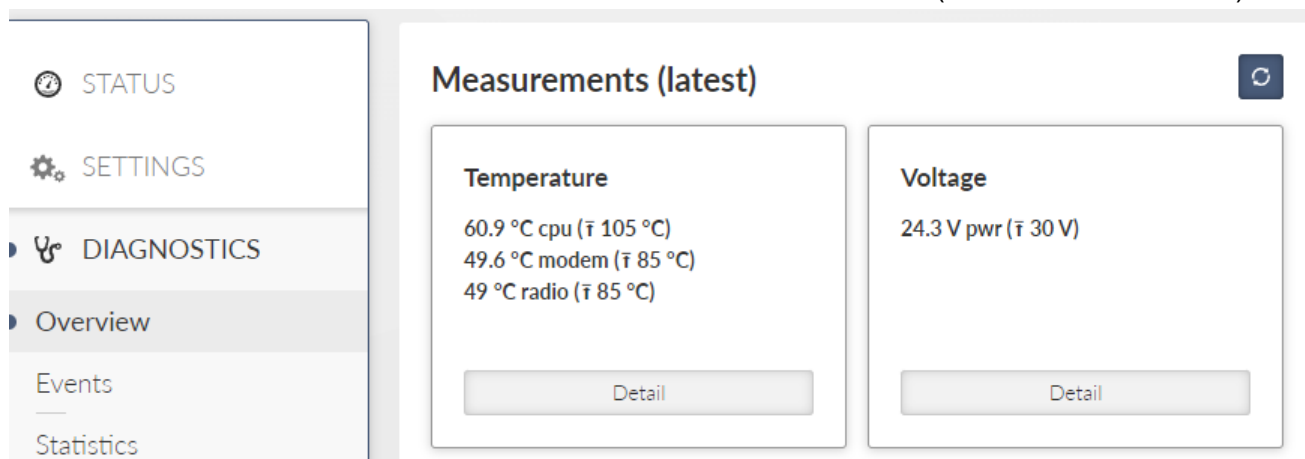 STATUS
SETTINGS
DIAGNOSTICS
Overview
Events
Statistics
Measurements (latest)
Temperature
60.9 °C cpu (⤒ 105 °C)
49.6 °C modem (⤒ 85 °C)
49 °C radio (⤒ 85 °C)
Detail
Voltage
24.3 V pwr (⤒ 30 V)
Detail